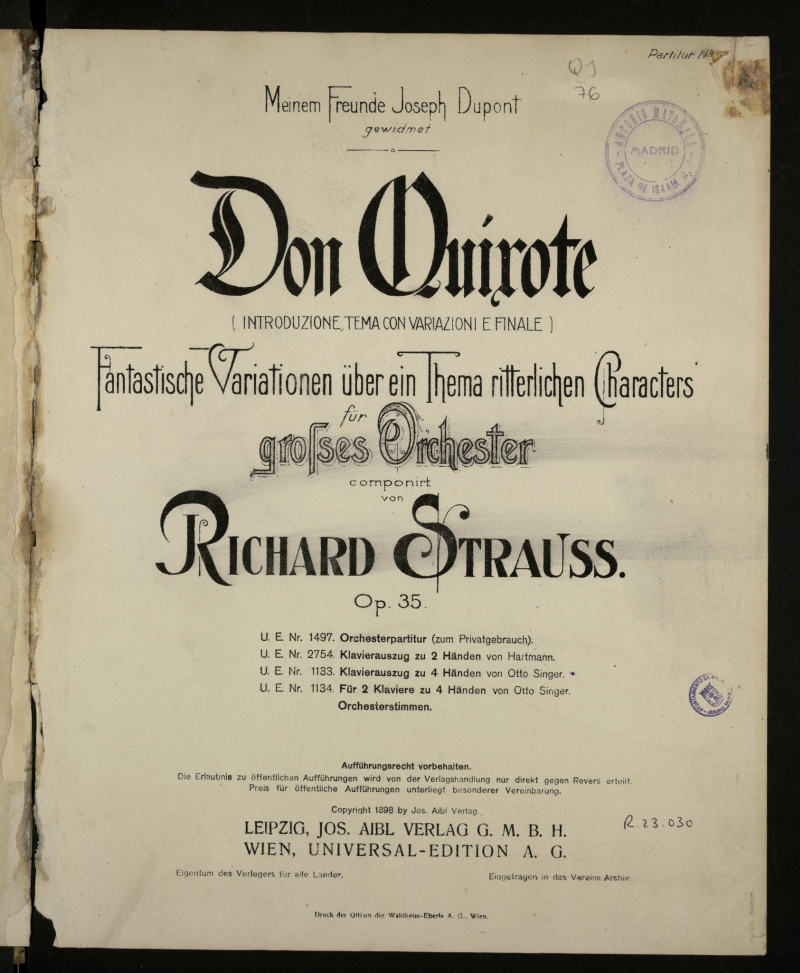 Partitur No
Q J
76
Meinem Freunde Joseph Dupont
gewidmet
MADRID
Don Quixote
( INTRODUZIONE, TEMA CON VARIAZIONI E FINALE )
Fantastische Variationen über ein Thema ritterlichen Characters
für
grosses Orchester
componirt
von
RICHARD STRAUSS.
Op. 35.
U. E. Nr. 1497. Orchesterpartitur (zum Privatgebrauch).
U. E. Nr. 2754. Klavierauszug zu 2 Händen von Hartmann.
U. E. Nr. 1133. Klavierauszug zu 4 Händen von Otto Singer.
U. E. Nr. 1134. Für 2 Klaviere zu 4 Händen von Otto Singer.
Orchesterstimmen.
Aufführungsrecht vorbehalten.
Die Erlaubnis zu öffentlichen Aufführungen wird von der Verlagshandlung nur direkt gegen Revers erteilt.
Preis für öffentliche Aufführungen unterliegt besonderer Vereinbarung.
Copyright 1898 by Jos. Aibl Verlag.
LEIPZIG, JOS. AIBL VERLAG G. M. B. H.
WIEN, UNIVERSAL-EDITION A. G.
R. 23.030
Eigentum des Verlegers für alle Länder.
Eingetragen in das Vereins-Archiv
Druck der Offizin der Waldheim-Eberle A. G., Wien.